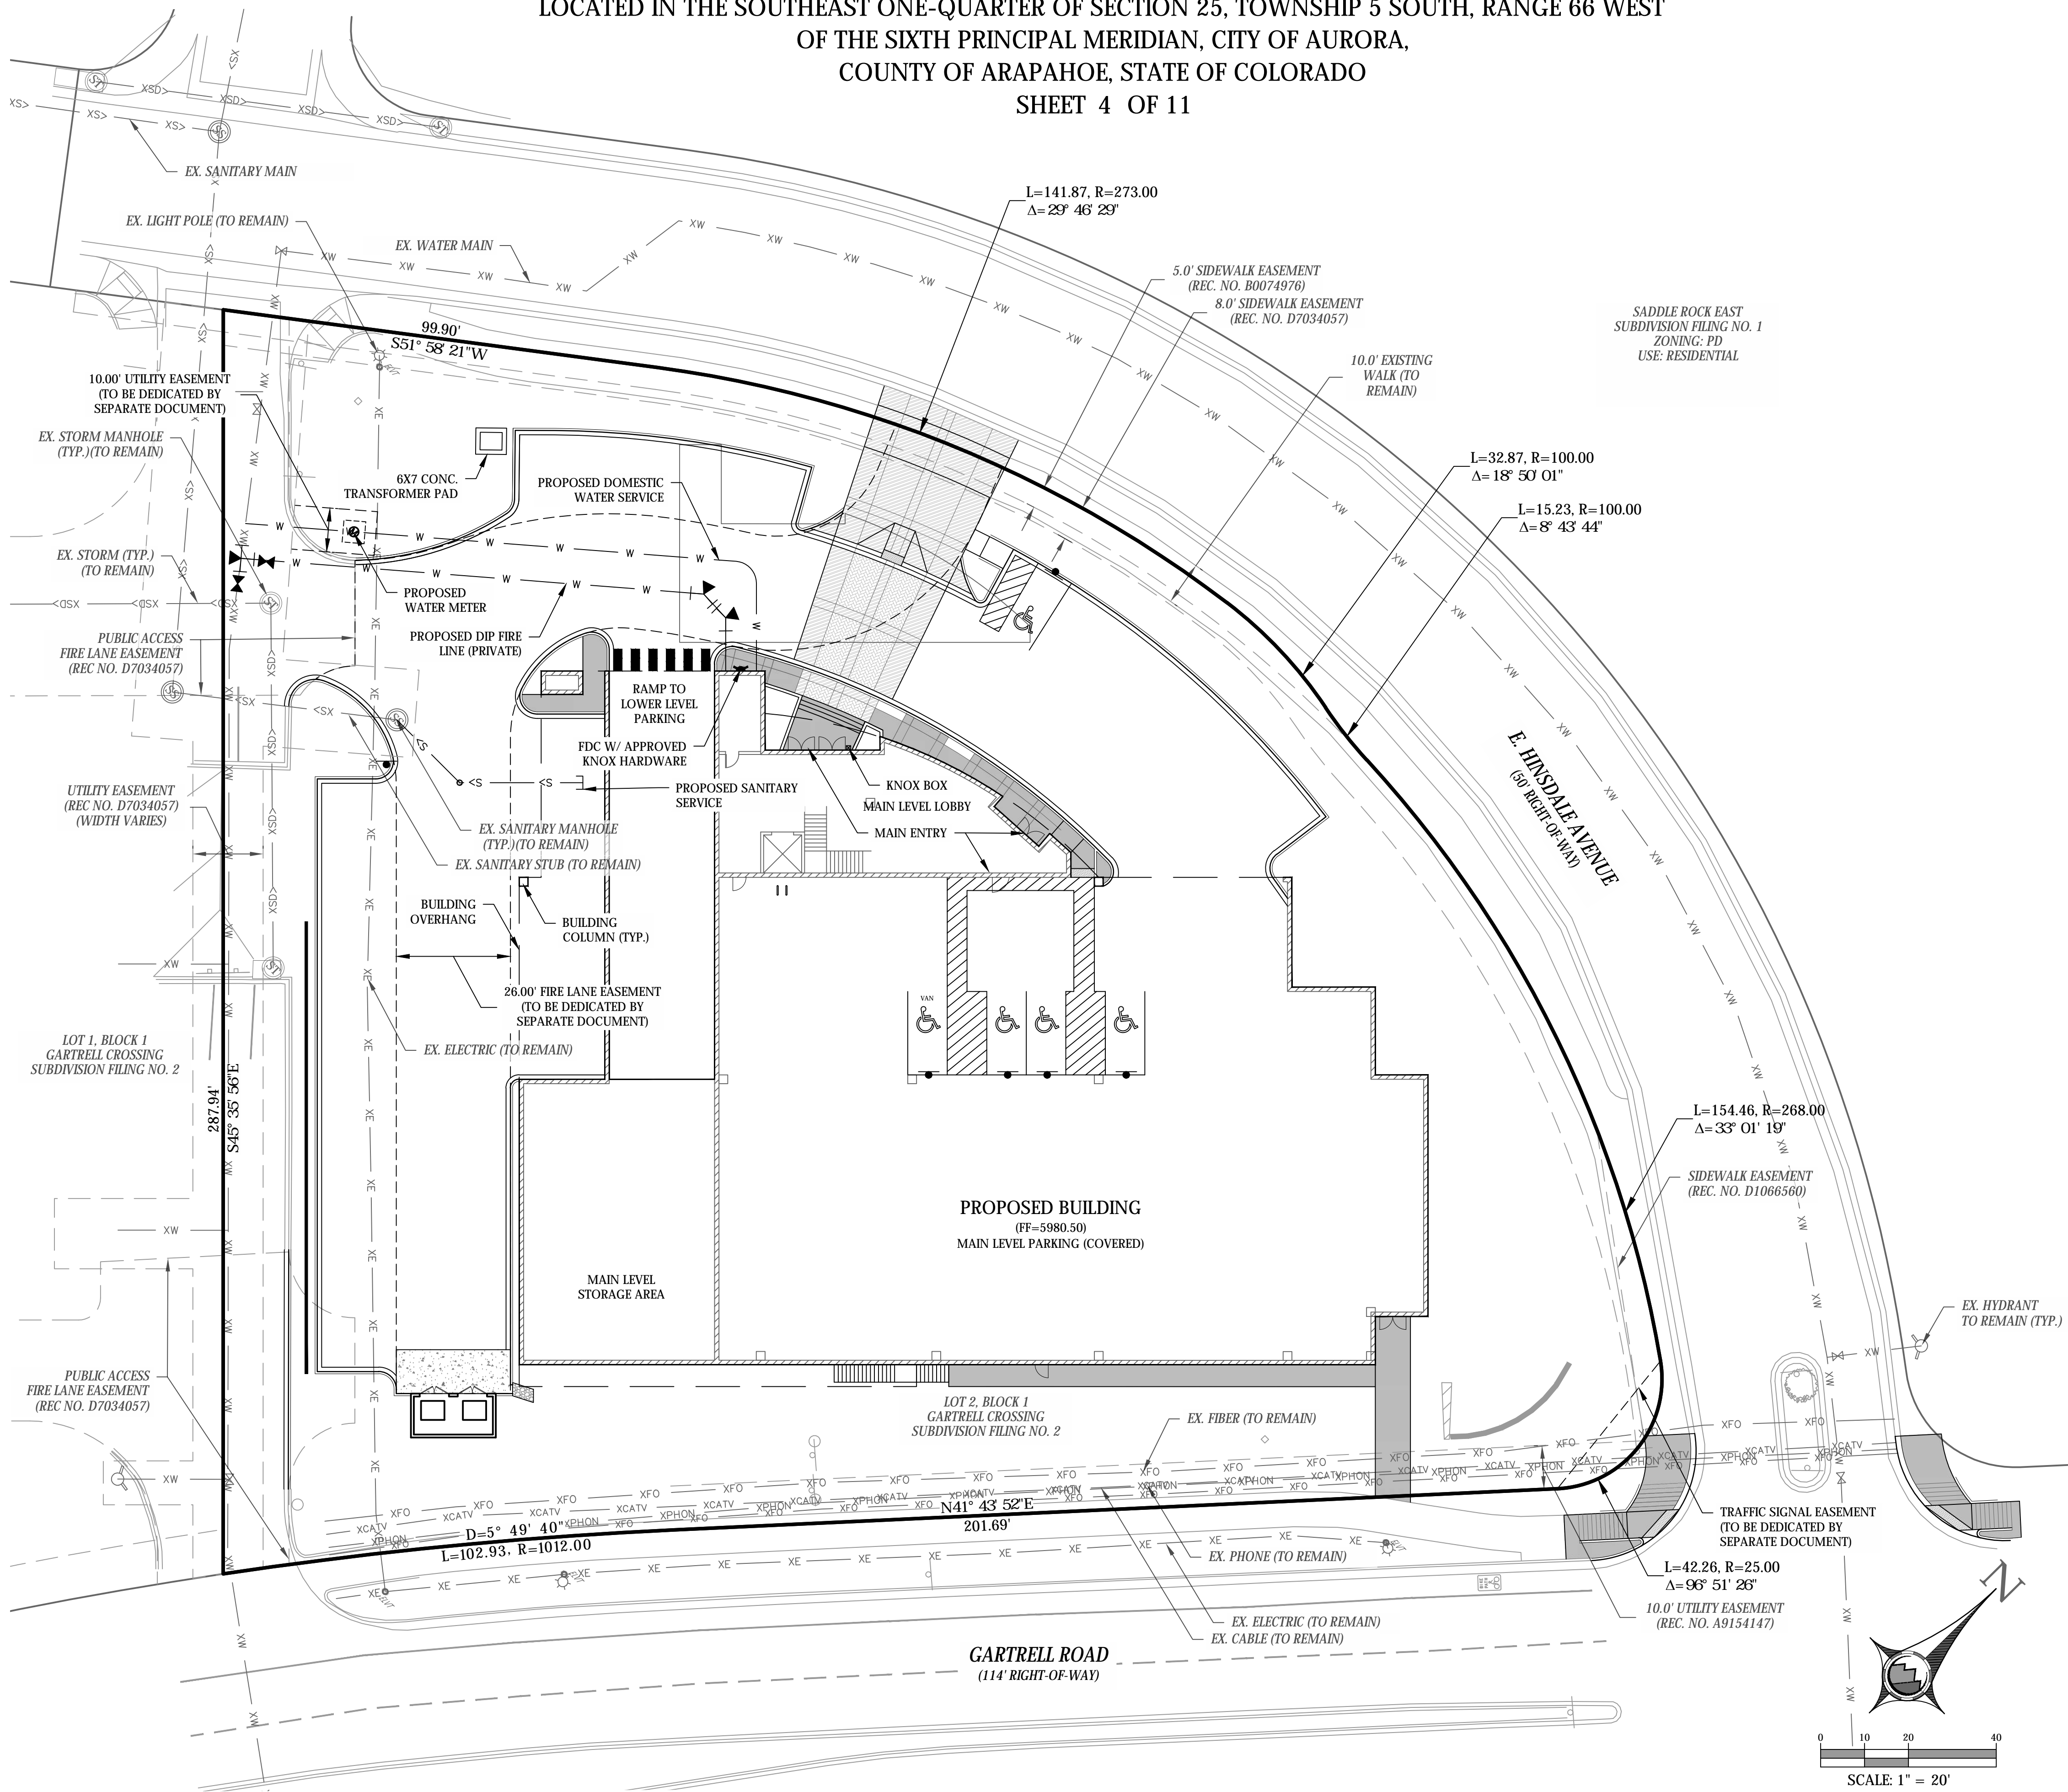 LOCATED IN THE SOUTHEAST ONE-QUARTER OF SECTION 25, TOWNSHIP 5 SOUTH, RANGE 66 WEST
OF THE SIXTH PRINCIPAL MERIDIAN, CITY OF AURORA,
COUNTY OF ARAPAHOE, STATE OF COLORADO
SHEET 4 OF 11
EX. SANITARY MAIN
EX. LIGHT POLE (TO REMAIN)
EX. WATER MAIN
L=141.87, R=273.00
Δ=29° 46' 29"
5.0' SIDEWALK EASEMENT
(REC. NO. B0074976)
8.0' SIDEWALK EASEMENT
(REC. NO. D7034057)
SADDLE ROCK EAST
SUBDIVISION FILING NO. 1
ZONING: PD
USE: RESIDENTIAL
10.0' EXISTING
WALK (TO
REMAIN)
99.90'
S51° 58' 21"W
10.00' UTILITY EASEMENT
(TO BE DEDICATED BY
SEPARATE DOCUMENT)
EX. STORM MANHOLE
(TYP.)(TO REMAIN)
6X7 CONC.
TRANSFORMER PAD
PROPOSED DOMESTIC
WATER SERVICE
L=32.87, R=100.00
Δ=18° 50' 01"
L=15.23, R=100.00
Δ=8° 43' 44"
EX. STORM (TYP.)
(TO REMAIN)
PROPOSED
WATER METER
PROPOSED DIP FIRE
LINE (PRIVATE)
PUBLIC ACCESS
FIRE LANE EASEMENT
(REC NO. D7034057)
RAMP TO
LOWER LEVEL
PARKING
FDC W/ APPROVED
KNOX HARDWARE
PROPOSED SANITARY
SERVICE
KNOX BOX
MAIN LEVEL LOBBY
MAIN ENTRY
E. HINSDALE AVENUE
(50' RIGHT-OF-WAY)
UTILITY EASEMENT
(REC NO. D7034057)
(WIDTH VARIES)
EX. SANITARY MANHOLE
(TYP.)(TO REMAIN)
EX. SANITARY STUB (TO REMAIN)
BUILDING
OVERHANG
BUILDING
COLUMN (TYP.)
26.00' FIRE LANE EASEMENT
(TO BE DEDICATED BY
SEPARATE DOCUMENT)
VAN
EX. ELECTRIC (TO REMAIN)
LOT 1, BLOCK 1
GARTRELL CROSSING
SUBDIVISION FILING NO. 2
287.94'
S45° 35' 56"E
L=154.46, R=268.00
Δ=33° 01' 19"
SIDEWALK EASEMENT
(REC. NO. D1066560)
PROPOSED BUILDING
(FF=5980.50)
MAIN LEVEL PARKING (COVERED)
MAIN LEVEL
STORAGE AREA
EX. HYDRANT
TO REMAIN (TYP.)
PUBLIC ACCESS
FIRE LANE EASEMENT
(REC NO. D7034057)
LOT 2, BLOCK 1
GARTRELL CROSSING
SUBDIVISION FILING NO. 2
EX. FIBER (TO REMAIN)
N41° 43' 52"E
201.69'
D=5° 49' 40"
L=102.93, R=1012.00
EX. PHONE (TO REMAIN)
TRAFFIC SIGNAL EASEMENT
(TO BE DEDICATED BY
SEPARATE DOCUMENT)
L=42.26, R=25.00
Δ=96° 51' 26"
10.0' UTILITY EASEMENT
(REC. NO. A9154147)
EX. ELECTRIC (TO REMAIN)
EX. CABLE (TO REMAIN)
GARTRELL ROAD
(114' RIGHT-OF-WAY)
N
0 10 20 40
SCALE: 1" = 20'